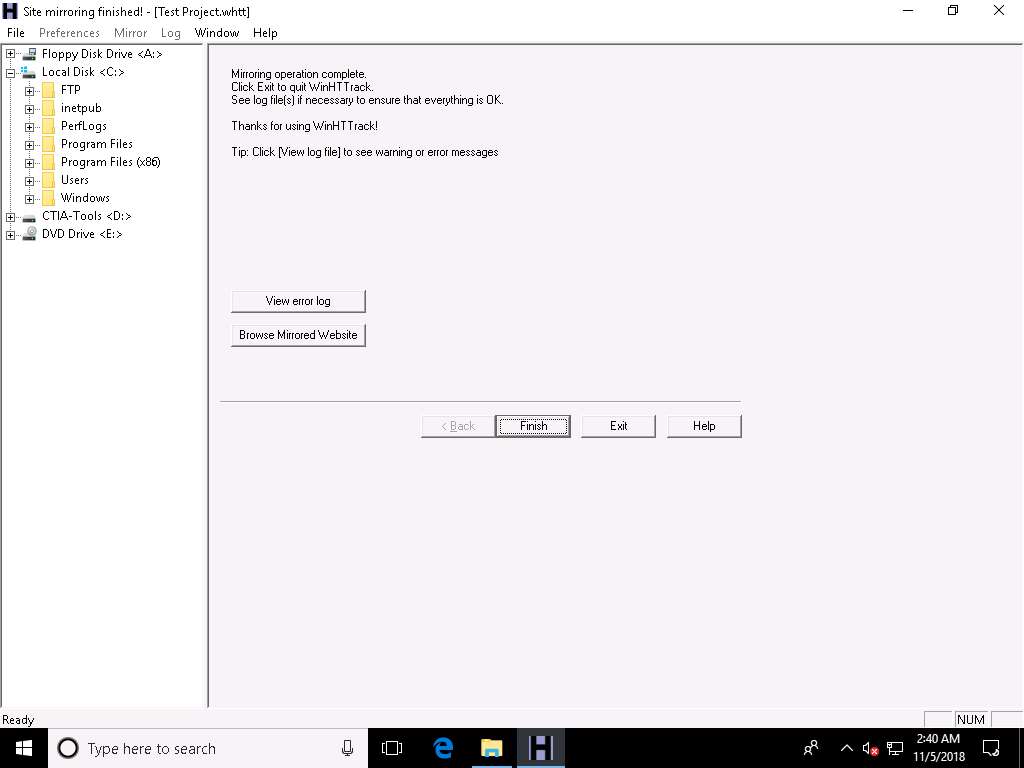 Site mirroring finished! - [Test Project.whtt]
File Preferences Mirror Log Window Help
Floppy Disk Drive <A:>
Local Disk <C:>
FTP
inetpub
PerfLogs
Program Files
Program Files (x86)
Users
Windows
CTIA-Tools <D:>
DVD Drive <E:>
Mirroring operation complete.
Click Exit to quit WinHTTrack.
See log file(s) if necessary to ensure that everything is OK.
Thanks for using WinHTTrack!
Tip: Click [View log file] to see warning or error messages
View error log
Browse Mirrored Website
< Back Finish Exit Help
Ready
NUM
Type here to search
2:40 AM
11/5/2018